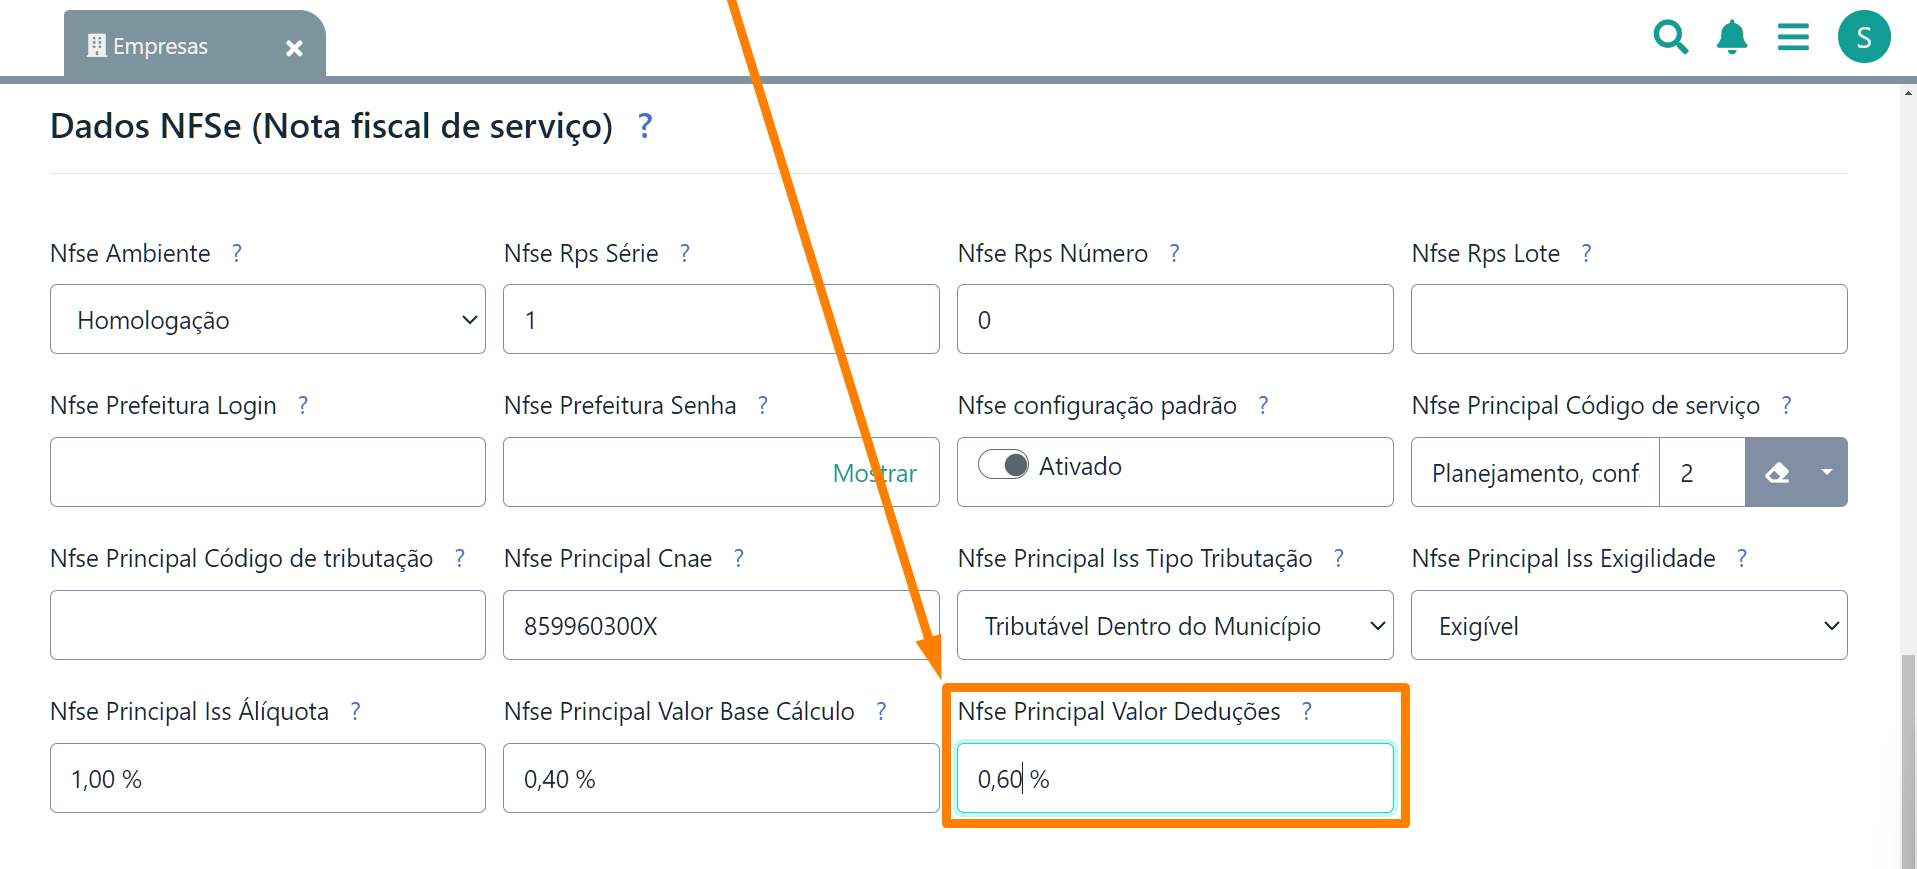 Empresas
S
Dados NFSe (Nota fiscal de serviço) ?
Nfse Ambiente ? Nfse Rps Série ? Nfse Rps Número ? Nfse Rps Lote ?
Homologação 1 0
Nfse Prefeitura Login ? Nfse Prefeitura Senha ? Nfse configuração padrão ? Nfse Principal Código de serviço ?
Mostrar Ativado Planejamento, conf 2
Nfse Principal Código de tributação ? Nfse Principal Cnae ? Nfse Principal Iss Tipo Tributação ? Nfse Principal Iss Exigilidade ?
859960300X Tributável Dentro do Município Exigível
Nfse Principal Iss Álíquota ? Nfse Principal Valor Base Cálculo ? Nfse Principal Valor Deduções ?
1,00 % 0,40 % 0,60 %